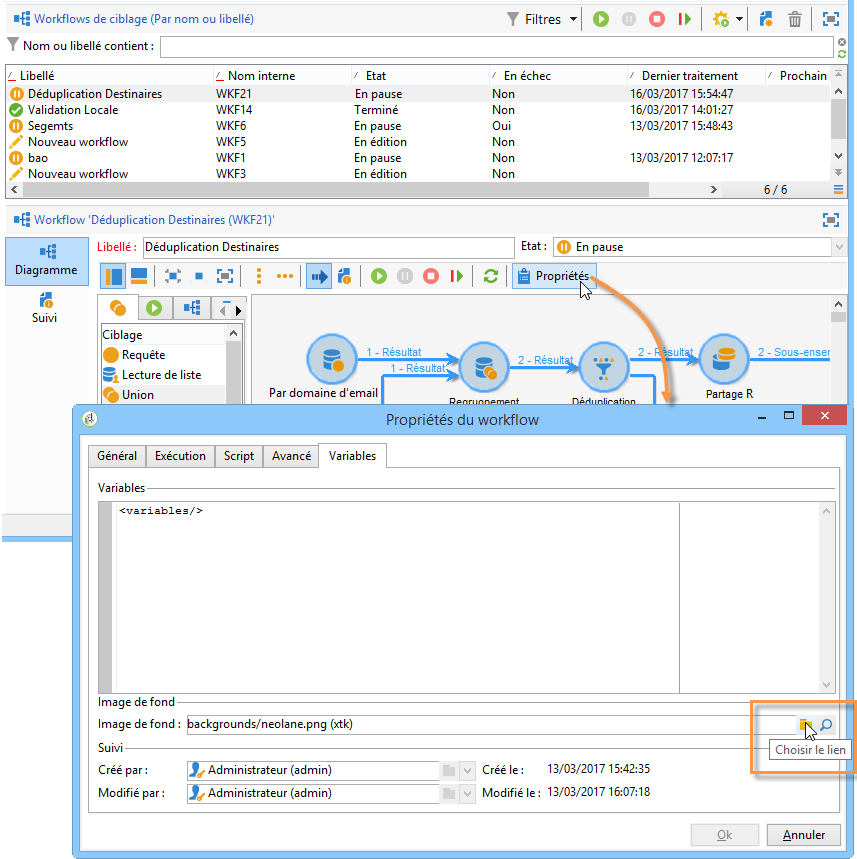 Workflows de ciblage (Par nom ou libellé)
Filtres
Nom ou libellé contient :
Libellé Nom interne Etat En échec Dernier traitement Prochain
Déduplication Destinaires WKF21 En pause Non 16/03/2017 15:54:47
Validation Locale WKF14 Terminé Non 16/03/2017 14:01:27
Segemts WKF6 En pause Oui 13/03/2017 15:48:43
Nouveau workflow WKF5 En édition Non
bao WKF1 En pause Non 13/03/2017 12:07:17
Nouveau workflow WKF3 En édition Non
6 / 6
Workflow 'Déduplication Destinaires (WKF21)'
Libellé : Déduplication Destinaires Etat : En pause
Diagramme
Propriétés
Suivi
Ciblage
Requête
Lecture de liste
Union
1 - Résultat
1 - Résultat
2 - Résultat
2 - Résultat
2 - Sous-enser
Par domaine d'email
Regroupement
Déduplication
Partage R
Propriétés du workflow
Général Exécution Script Avancé Variables
Variables
<variables/>
Image de fond
Image de fond : backgrounds/neolane.png (xtk)
Choisir le lien
Suivi
Créé par : Administrateur (admin) Créé le : 13/03/2017 15:42:35
Modifié par : Administrateur (admin) Modifié le : 13/03/2017 16:07:18
Ok Annuler